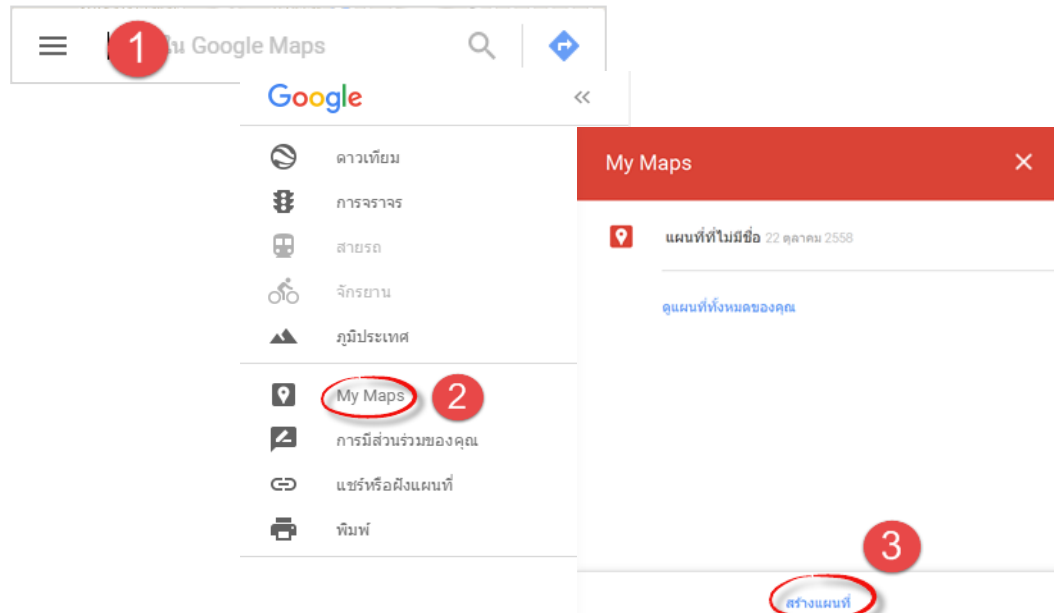 1 ใน Google Maps
Google
ดาวเทียม
การจราจร
สายรถ
จักรยาน
ภูมิประเทศ
My Maps 2
การมีส่วนร่วมของคุณ
แชร์หรือฝังแผนที่
พิมพ์
My Maps
แผนที่ที่ไม่มีชื่อ 22 ตุลาคม 2558
ดูแผนที่ทั้งหมดของคุณ
3
สร้างแผนที่